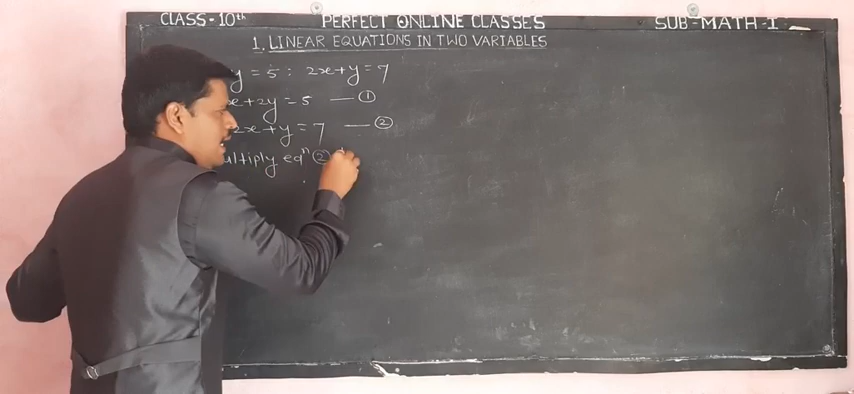 CLASS-10th PERFECT ONLINE CLASSES SUB-MATH-I
1. LINEAR EQUATIONS IN TWO VARIABLES
y = 5 : 2x+y = 7
x+2y = 5 — ①
2x+y = 7 — ②
ultiply eqⁿ ②